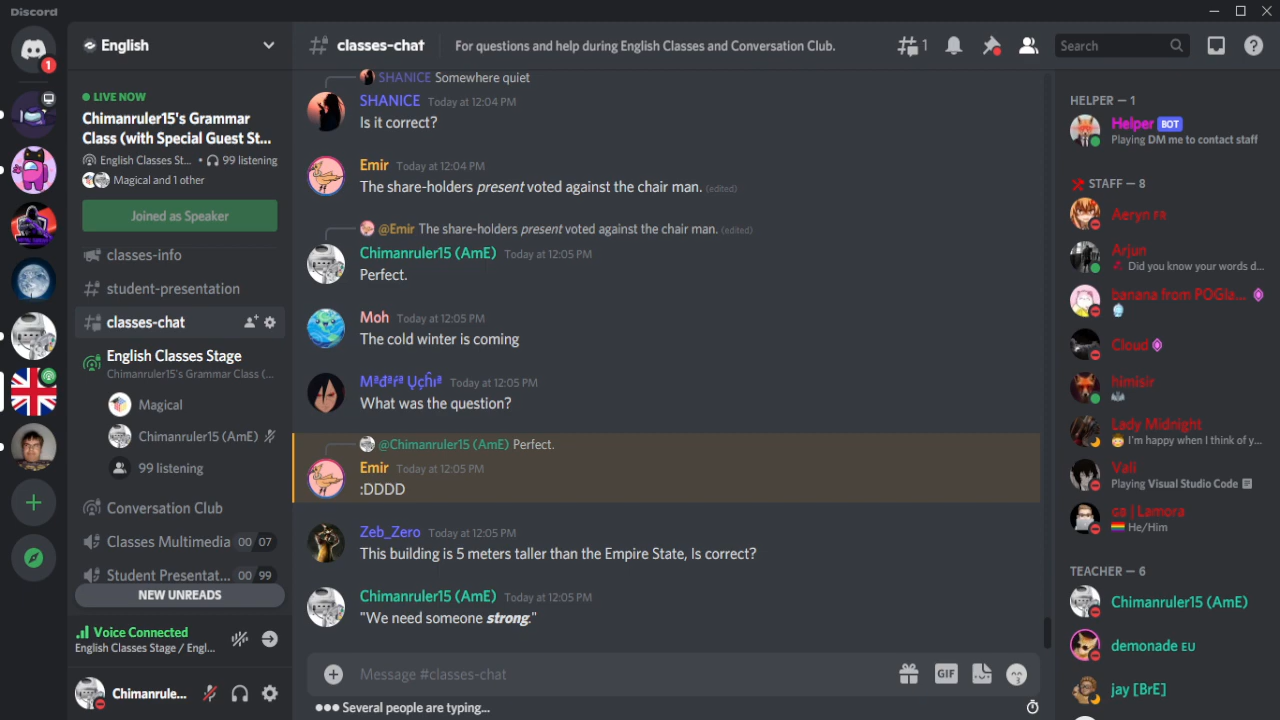 Discord
1
English
LIVE NOW
Chimanruler15's Grammar
Class (with Special Guest St...
English Classes St... • 99 listening
Magical and 1 other
Joined as Speaker
classes-info
student-presentation
classes-chat
English Classes Stage
Chimanruler15's Grammar Class (...
Magical
Chimanruler15 (AmE)
99 listening
Conversation Club
Classes Multimedia 00 07
Student Presentat... 00 99
NEW UNREADS
Voice Connected
English Classes Stage / Engl...
Chimanrule...
classes-chat For questions and help during English Classes and Conversation Club. 1 Search
SHANICE Somewhere quiet
SHANICE Today at 12:04 PM
Is it correct?
Emir Today at 12:04 PM
The share-holders present voted against the chair man. (edited)
@Emir The share-holders present voted against the chair man. (edited)
Chimanruler15 (AmE) Today at 12:05 PM
Perfect.
Moh Today at 12:05 PM
The cold winter is coming
Today at 12:05 PM
What was the question?
@Chimanruler15 (AmE) Perfect.
Emir Today at 12:05 PM
:DDDD
Zeb_Zero Today at 12:05 PM
This building is 5 meters taller than the Empire State, Is correct?
Chimanruler15 (AmE) Today at 12:05 PM
"We need someone strong."
Message #classes-chat GIF
Several people are typing...
HELPER — 1
Helper BOT
Playing DM me to contact staff
STAFF — 8
Aeryn FR
Arjun
Did you know your words d...
banana from POGla...
Cloud
himisir
Lady Midnight
I'm happy when I think of y...
Vali
Playing Visual Studio Code
ga | Lamora
He/Him
TEACHER — 6
Chimanruler15 (AmE)
demonade EU
jay [BrE]